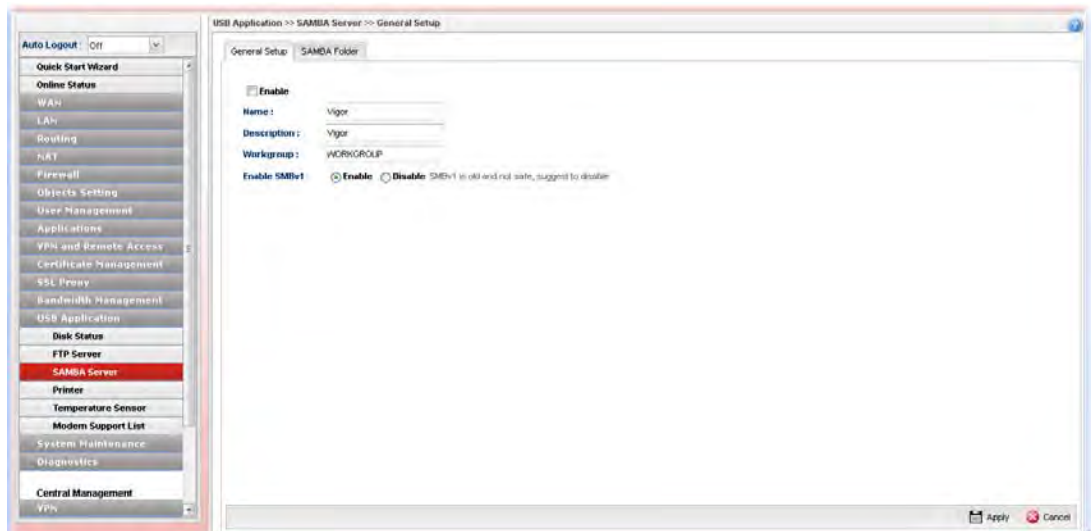 USB Application >> SAMBA Server >> General Setup
Auto Logout : Off
Quick Start Wizard
Online Status
WAN
LAN
Routing
NAT
Firewall
Objects Setting
User Management
Applications
VPN and Remote Access
Certificate Management
SSL Proxy
Bandwidth Management
USB Application
Disk Status
FTP Server
SAMBA Server
Printer
Temperature Sensor
Modem Support List
System Maintenance
Diagnostics
Central Management
VPN
General Setup SAMBA Folder
Enable
Name : Vigor
Description : Vigor
Workgroup : WORKGROUP
Enable SMBv1 Enable Disable SMBv1 is old and not safe, suggest to disable
Apply Cancel